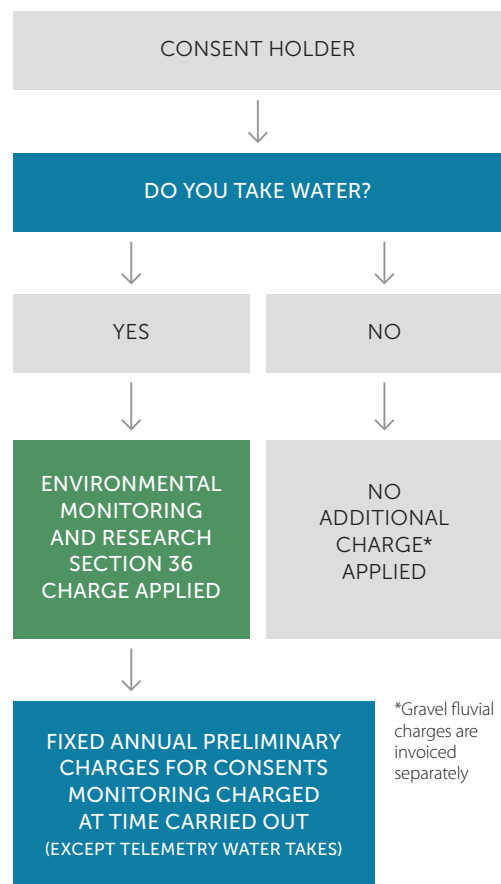 CONSENT HOLDER
DO YOU TAKE WATER?
YES
NO
ENVIRONMENTAL
MONITORING
AND RESEARCH
SECTION 36
CHARGE APPLIED
NO
ADDITIONAL
CHARGE*
APPLIED
FIXED ANNUAL PRELIMINARY
CHARGES FOR CONSENTS
MONITORING CHARGED
AT TIME CARRIED OUT
(EXCEPT TELEMETRY WATER TAKES)
*Gravel fluvial
charges are
invoiced
separately